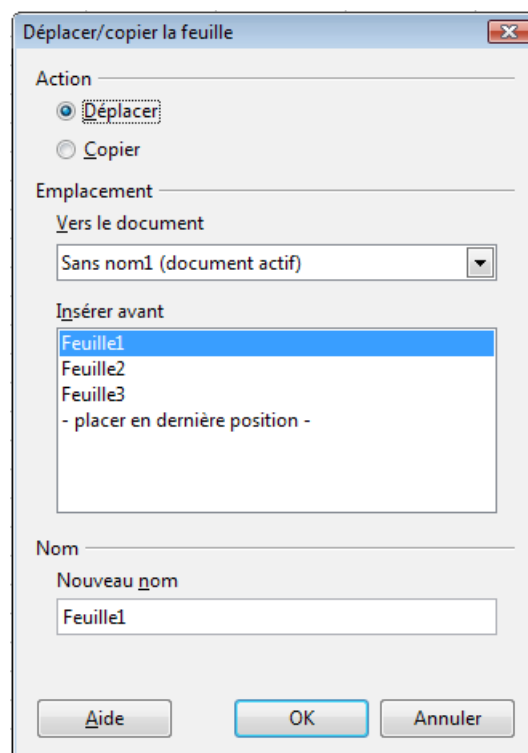 Déplacer/copier la feuille
Action
Déplacer
Copier
Emplacement
Vers le document
Sans nom1 (document actif)
Insérer avant
Feuille1
Feuille2
Feuille3
- placer en dernière position -
Nom
Nouveau nom
Feuille1
Aide OK Annuler